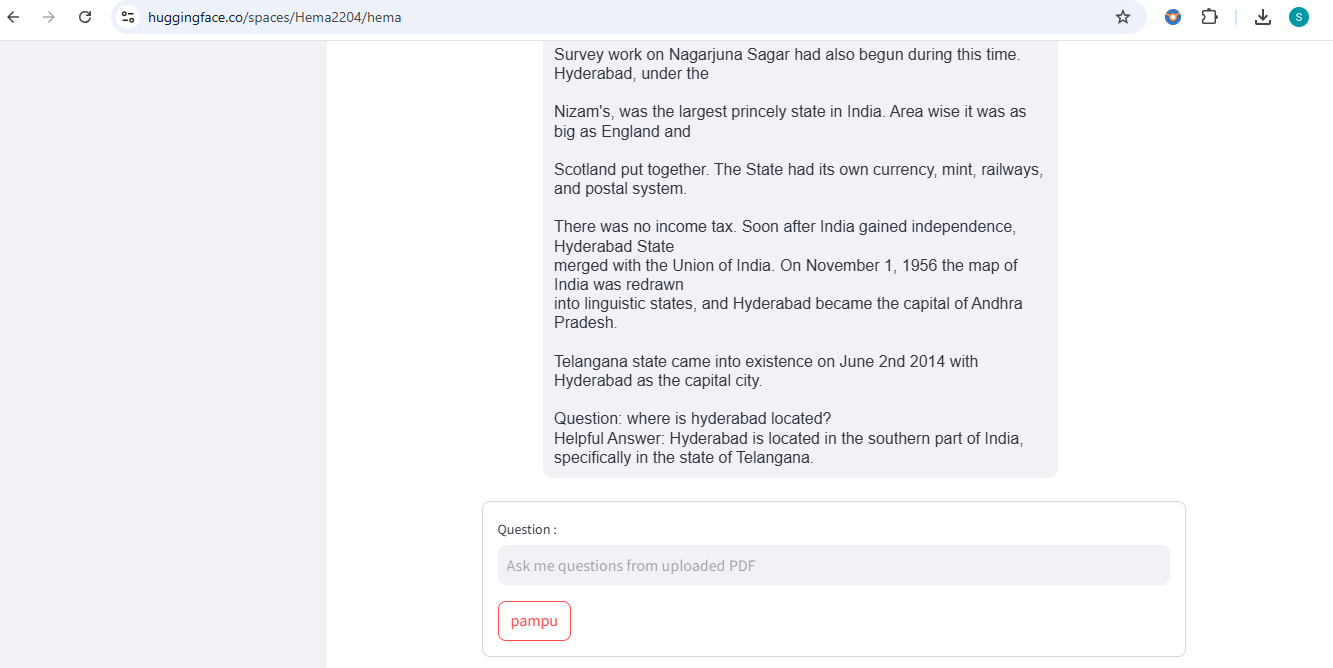 huggingface.co/spaces/Hema2204/hema
S
Survey work on Nagarjuna Sagar had also begun during this time.
Hyderabad, under the
Nizam's, was the largest princely state in India. Area wise it was as
big as England and
Scotland put together. The State had its own currency, mint, railways,
and postal system.
There was no income tax. Soon after India gained independence,
Hyderabad State
merged with the Union of India. On November 1, 1956 the map of
India was redrawn
into linguistic states, and Hyderabad became the capital of Andhra
Pradesh.
Telangana state came into existence on June 2nd 2014 with
Hyderabad as the capital city.
Question: where is hyderabad located?
Helpful Answer: Hyderabad is located in the southern part of India,
specifically in the state of Telangana.
Question :
Ask me questions from uploaded PDF
pampu